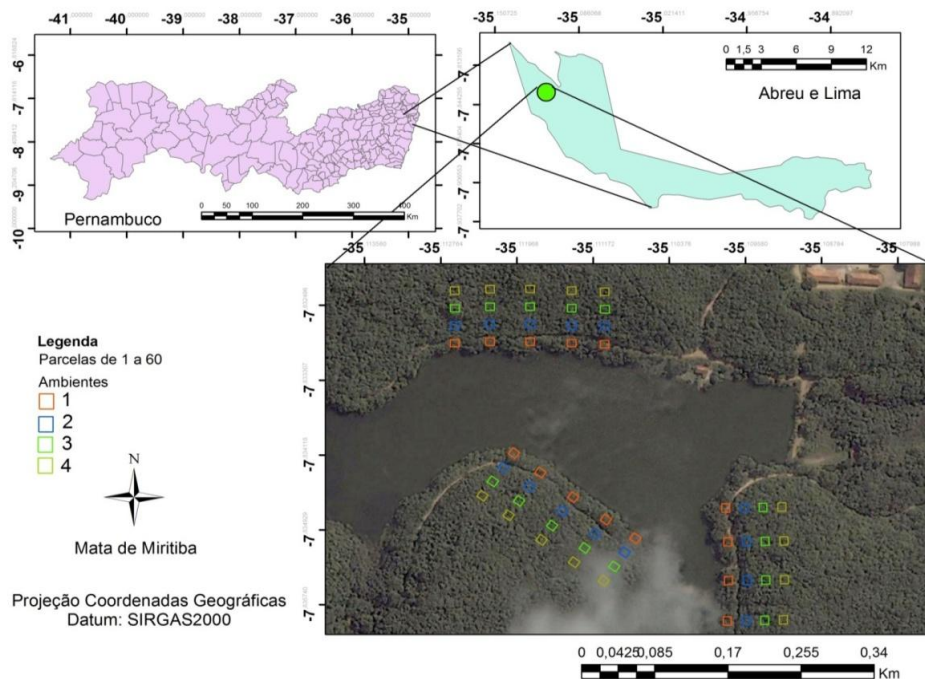 -41 -40 -39 -38 -37 -36 -35
-6
-7
-8
-9
-10
Pernambuco
0 50 100 200 300 400
Km
-35 -35 -35 -34 -34
-7
-7
-7
-7
-7
0 1,5 3 6 9 12
Km
Abreu e Lima
-35 -35 -35 -35 -35 -35 -35 -35
-7
-7
-7
-7
-7
Legenda
Parcelas de 1 a 60
Ambientes
1
2
3
4
N
Mata de Miritiba
Projeção Coordenadas Geográficas
Datum: SIRGAS2000
0 0,0425 0,085 0,17 0,255 0,34
Km